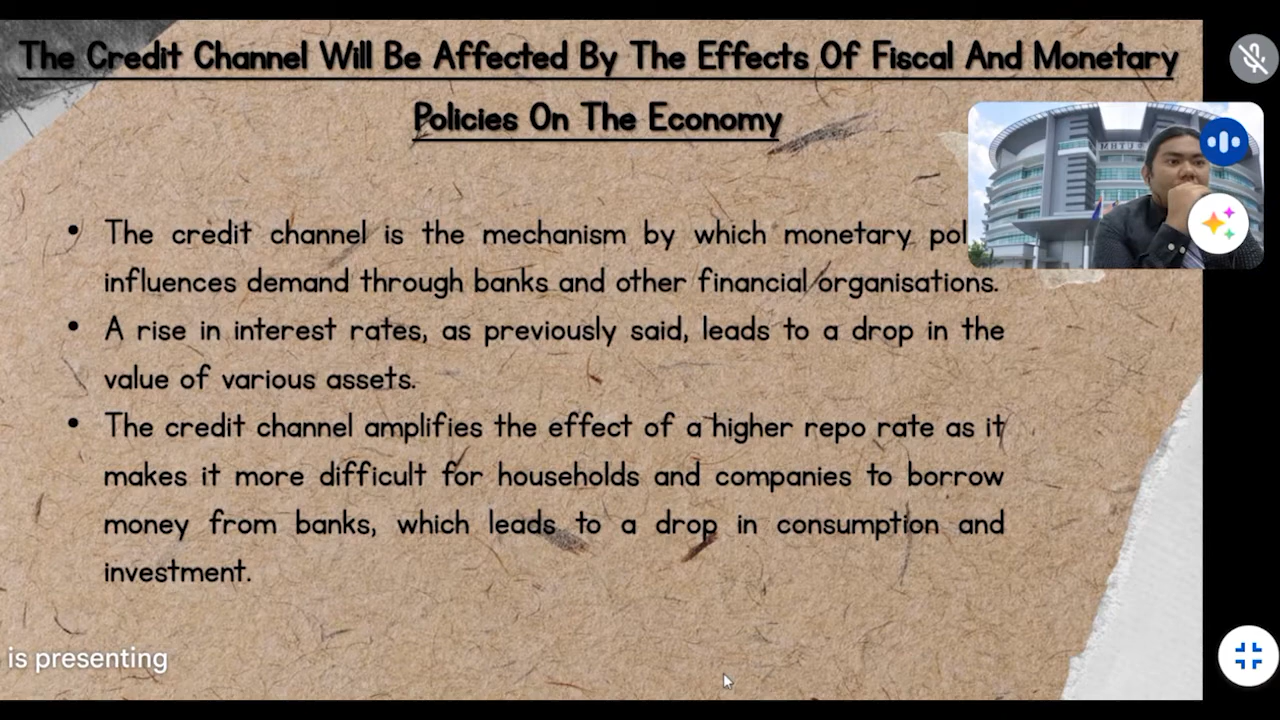 The Credit Channel Will Be Affected By The Effects Of Fiscal And Monetary
Policies On The Economy
• The credit channel is the mechanism by which monetary pol
influences demand through banks and other financial organisations.
• A rise in interest rates, as previously said, leads to a drop in the
value of various assets.
• The credit channel amplifies the effect of a higher repo rate as it
makes it more difficult for households and companies to borrow
money from banks, which leads to a drop in consumption and
investment.
is presenting